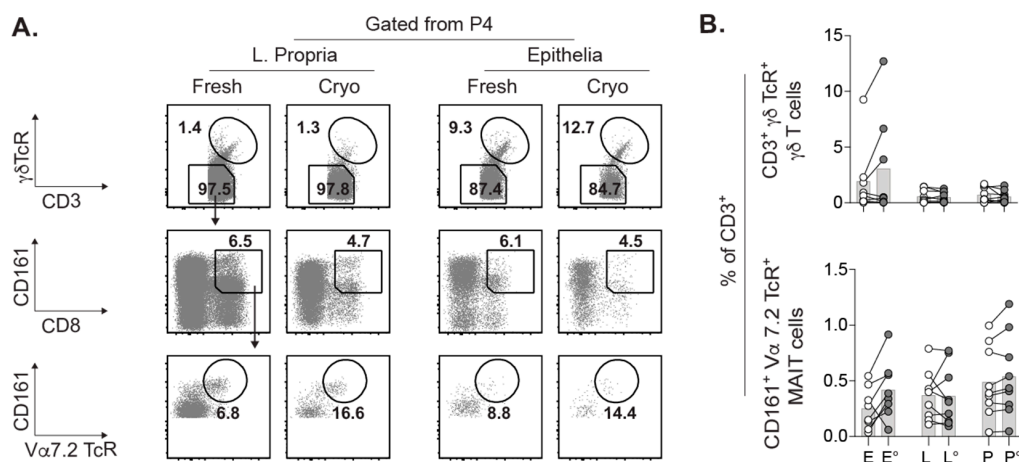 A.
Gated from P4
L. Propria Epithelia
Fresh Cryo Fresh Cryo
γδTcR
CD3
1.4 1.3 9.3 12.7
97.5 97.8 87.4 84.7
CD161
CD8
6.5 4.7 6.1 4.5
CD161
Vα7.2 TcR
6.8 16.6 8.8 14.4
B.
% of CD3⁺
CD3⁺ γδ TcR⁺
γδ T cells
15
10
5
0
CD161⁺ Vα 7.2 TcR⁺
MAIT cells
1.5
1.0
0.5
0.0
E E° L L° P P°